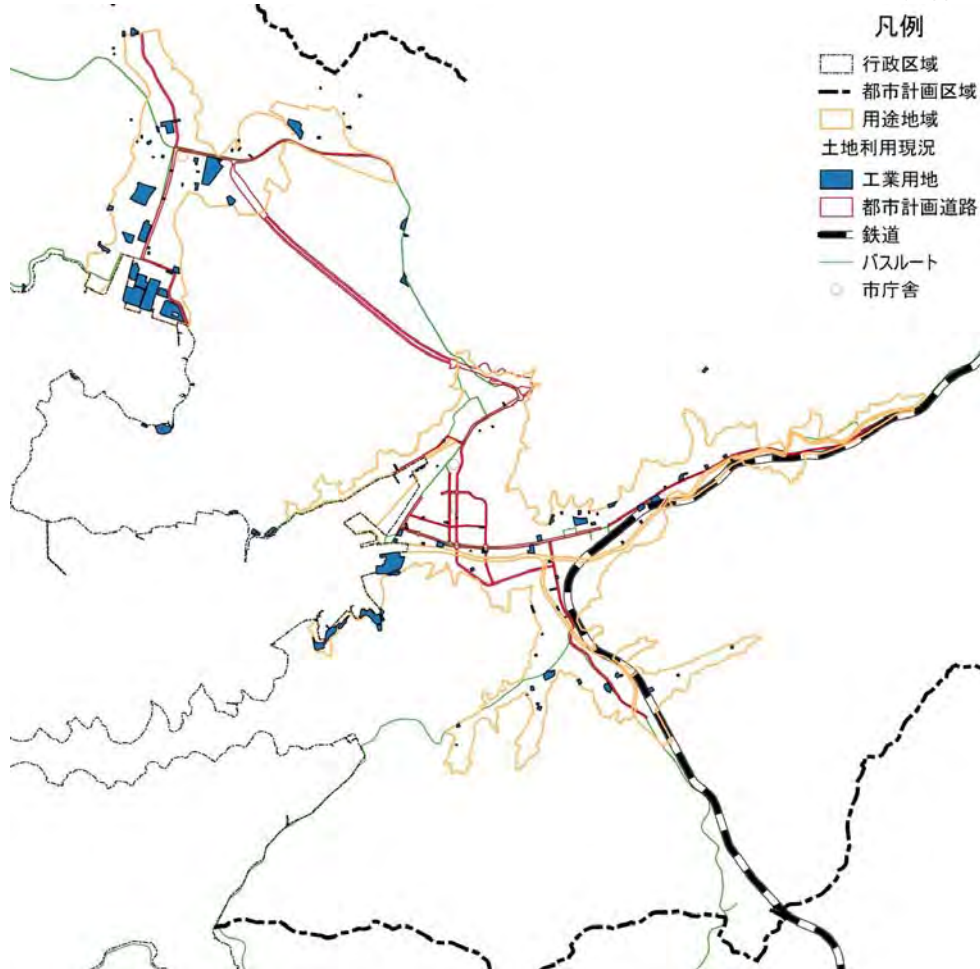 凡例
行政区域
都市計画区域
用途地域
土地利用現況
工業用地
都市計画道路
鉄道
バスルート
市庁舎